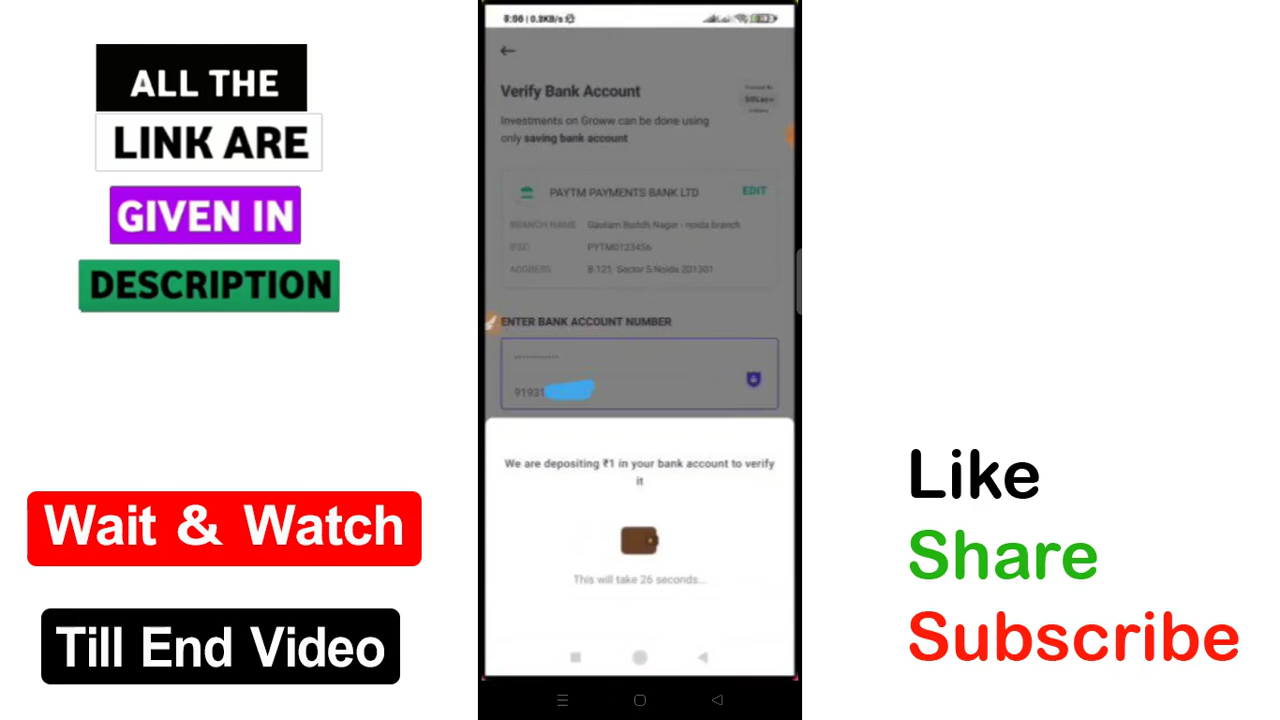 ALL THE
LINK ARE
GIVEN IN
DESCRIPTION
Wait & Watch
Till End Video
Verify Bank Account
50Lac+
Investments on Groww can be done using
only saving bank account
PAYTM PAYMENTS BANK LTD
EDIT
BRANCH NAME Gautam Buddh Nagar - noida branch
IFSC PYTM0123456
ADDRESS B 121 Sector 5 Noida 201301
ENTER BANK ACCOUNT NUMBER
91931
We are depositing ₹1 in your bank account to verify
it
This will take 26 seconds...
Like
Share
Subscribe